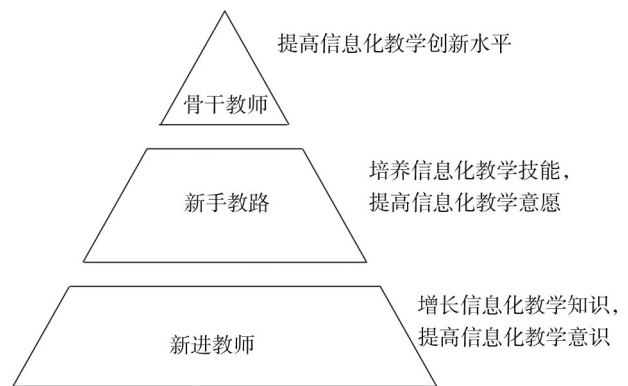 提高信息化教学创新水平
骨干教师
培养信息化教学技能，
新手教路
提高信息化教学意愿
增长信息化教学知识，
提高信息化教学意识
新进教师